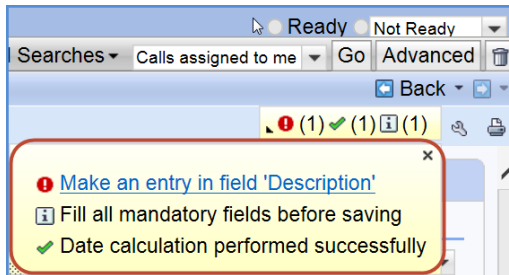 Ready Not Ready
Searches Calls assigned to me Go Advanced
Back
(1) (1) (1)
Make an entry in field 'Description'
Fill all mandatory fields before saving
Date calculation performed successfully